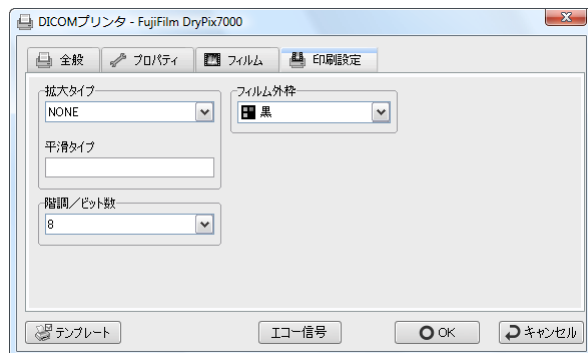 DICOMプリンタ - FujiFilm DryPix7000
全般 プロパティ フィルム 印刷設定
拡大タイプ
NONE
平滑タイプ
階調／ビット数
8
フィルム外枠
黒
テンプレート エコー信号 OK キャンセル